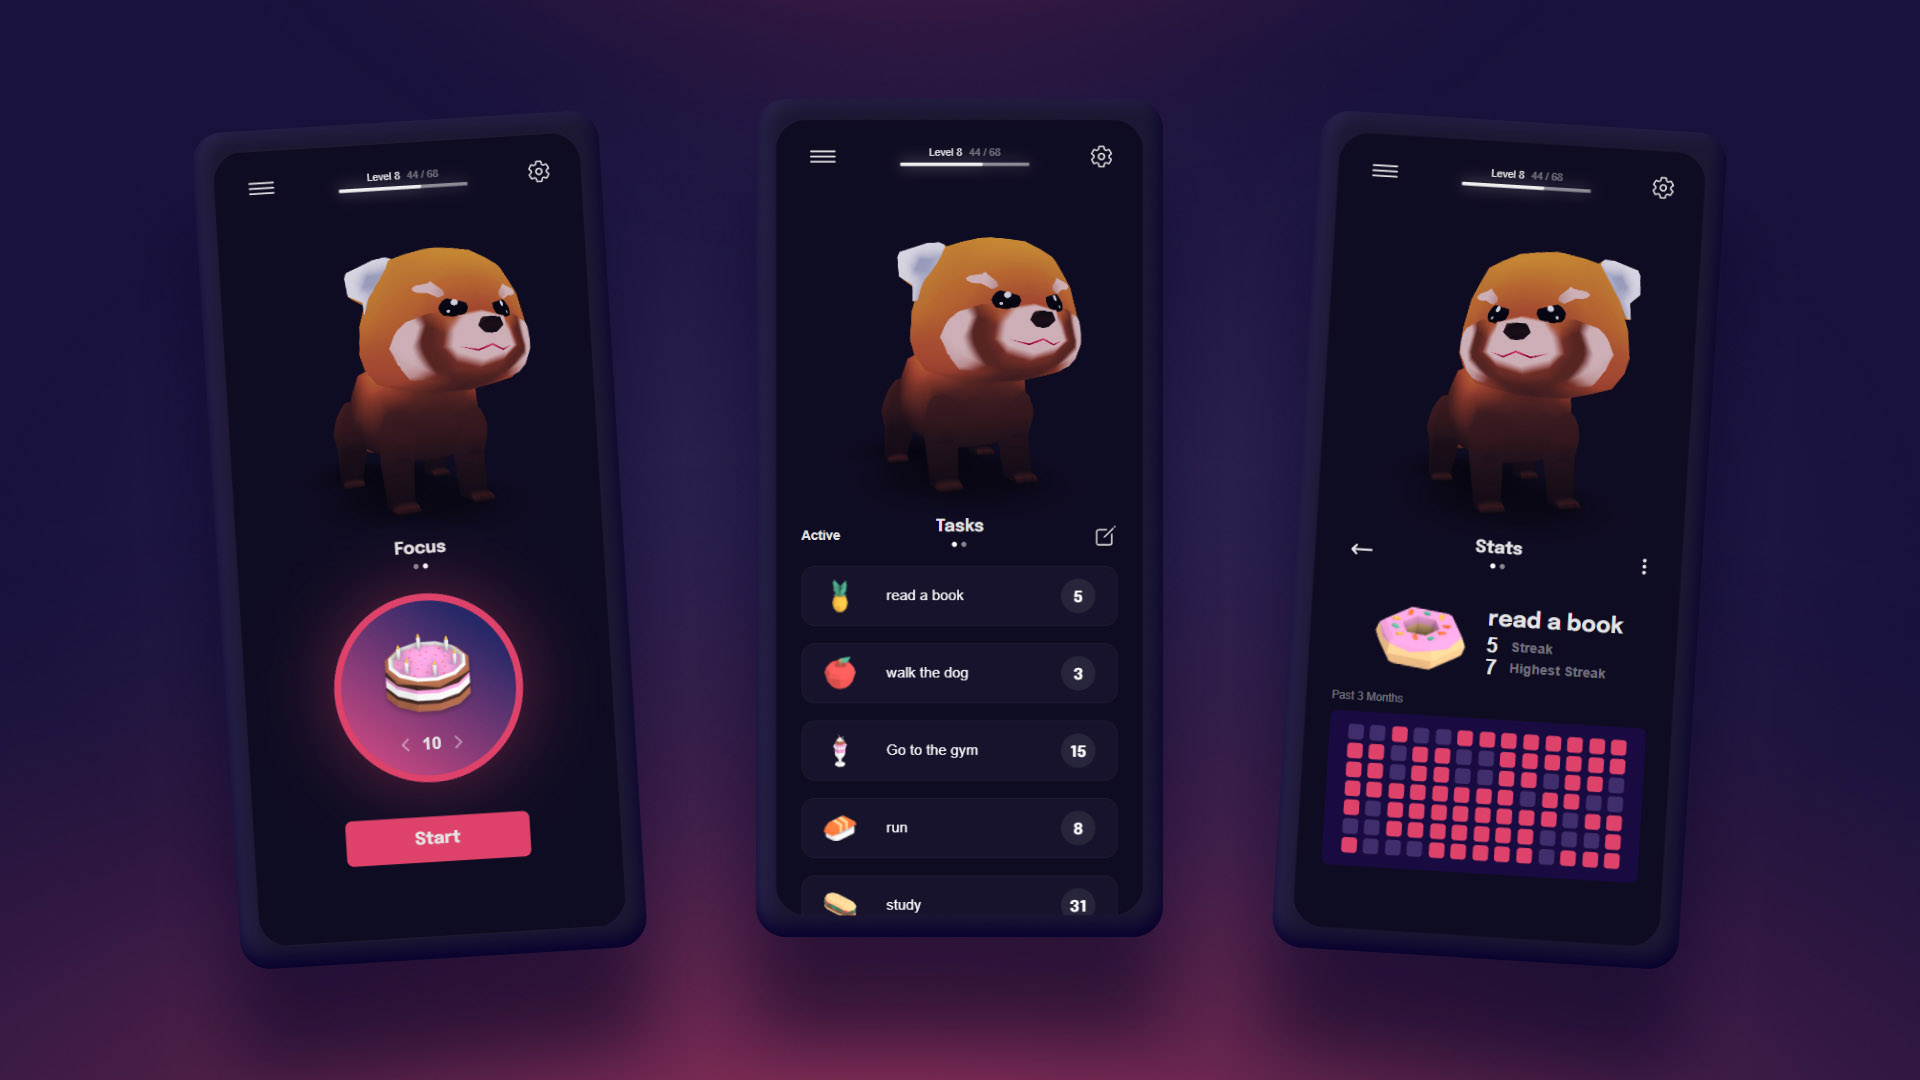 Level 8 44 / 68
Focus
10
Start
Level 8 44 / 68
Active
Tasks
read a book 5
walk the dog 3
Go to the gym 15
run 8
study 31
Level 8 44 / 68
Stats
read a book
5 Streak
7 Highest Streak
Past 3 Months